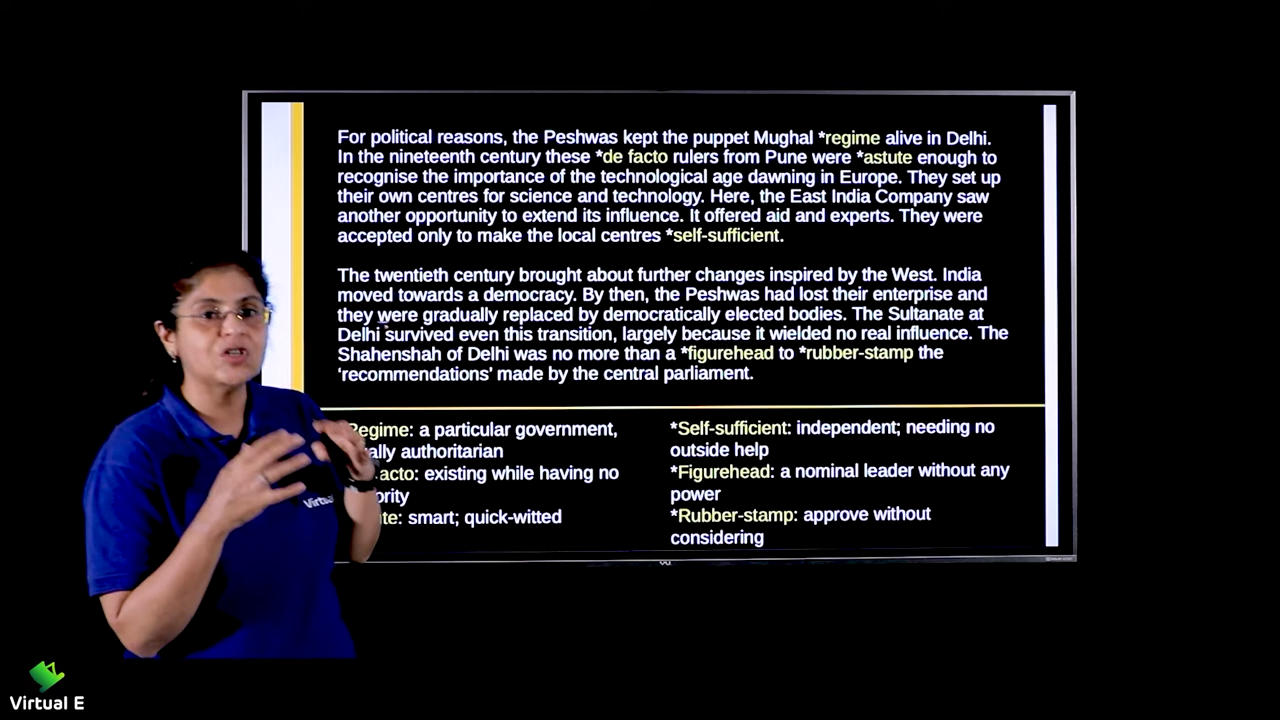 For political reasons, the Peshwas kept the puppet Mughal *regime alive in Delhi.
In the nineteenth century these *de facto rulers from Pune were *astute enough to
recognise the importance of the technological age dawning in Europe. They set up
their own centres for science and technology. Here, the East India Company saw
another opportunity to extend its influence. It offered aid and experts. They were
accepted only to make the local centres *self-sufficient.
The twentieth century brought about further changes inspired by the West. India
moved towards a democracy. By then, the Peshwas had lost their enterprise and
they were gradually replaced by democratically elected bodies. The Sultanate at
Delhi survived even this transition, largely because it wielded no real influence. The
Shahenshah of Delhi was no more than a *figurehead to *rubber-stamp the
‘recommendations’ made by the central parliament.
Regime: a particular government,
authoritarian
existing while having no
smart; quick-witted
*Self-sufficient: independent; needing no
outside help
*Figurehead: a nominal leader without any
power
*Rubber-stamp: approve without
considering
Virtual E